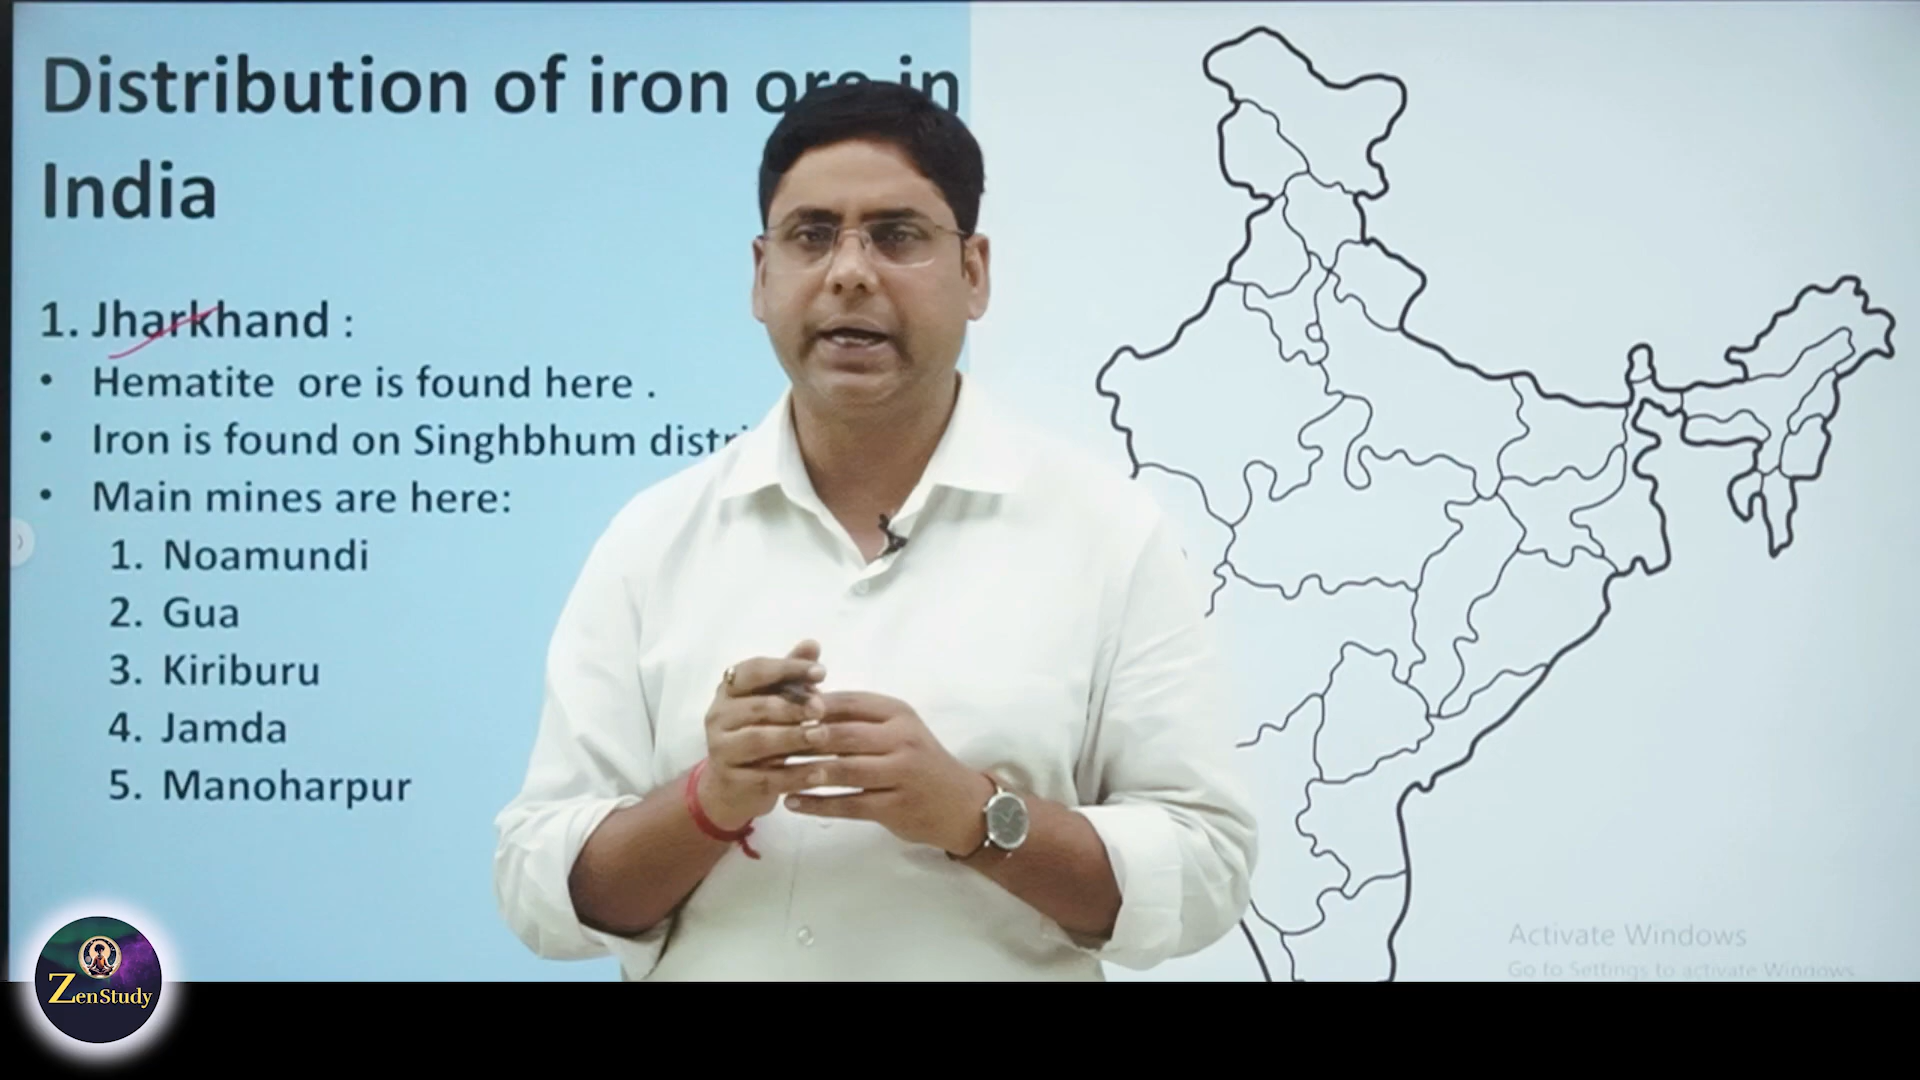 Distribution of iron ore in
India
1. Jharkhand :
• Hematite ore is found here .
• Iron is found on Singhbhum
• Main mines are here:
1. Noamundi
2. Gua
3. Kiriburu
4. Jamda
5. Manoharpur
Activate Windows
Go to Settings to activate Windows
ZenStudy